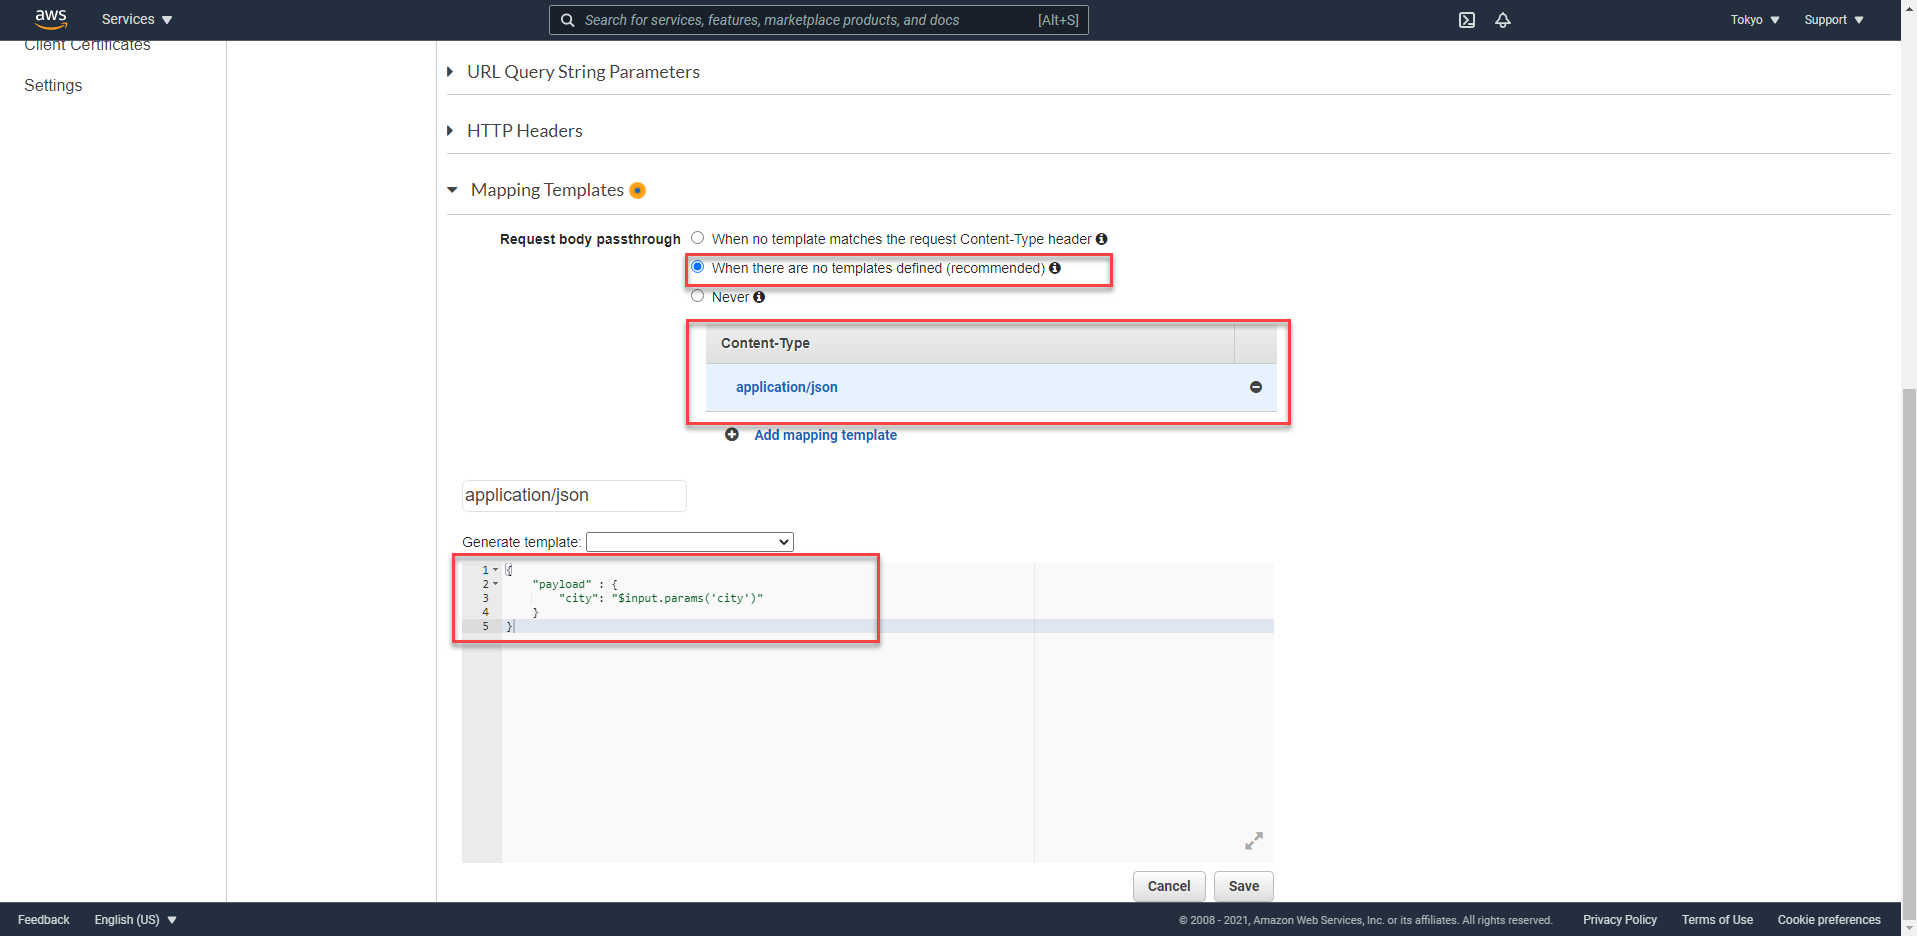 aws
Services
Search for services, features, marketplace products, and docs
[Alt+S]
Tokyo
Support
Client Certificates
Settings
URL Query String Parameters
HTTP Headers
Mapping Templates
Request body passthrough
When no template matches the request Content-Type header
When there are no templates defined (recommended)
Never
Content-Type
application/json
Add mapping template
application/json
Generate template:
1 {
2 "payload" : {
3 "city": "$input.params('city')"
4 }
5 }
Cancel
Save
Feedback
English (US)
© 2008 - 2021, Amazon Web Services, Inc. or its affiliates. All rights reserved.
Privacy Policy
Terms of Use
Cookie preferences